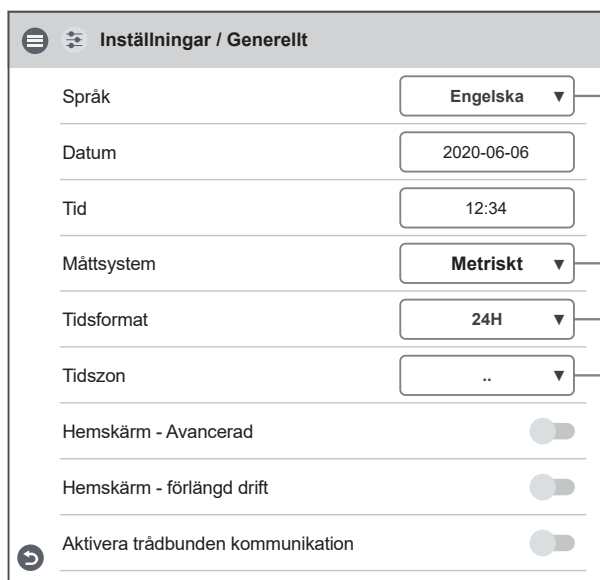 Inställningar / Generellt
Språk Engelska ▼
Datum 2020-06-06
Tid 12:34
Måttsystem Metriskt ▼
Tidsformat 24H ▼
Tidszon .. ▼
Hemskärm - Avancerad
Hemskärm - förlängd drift
Aktivera trådbunden kommunikation